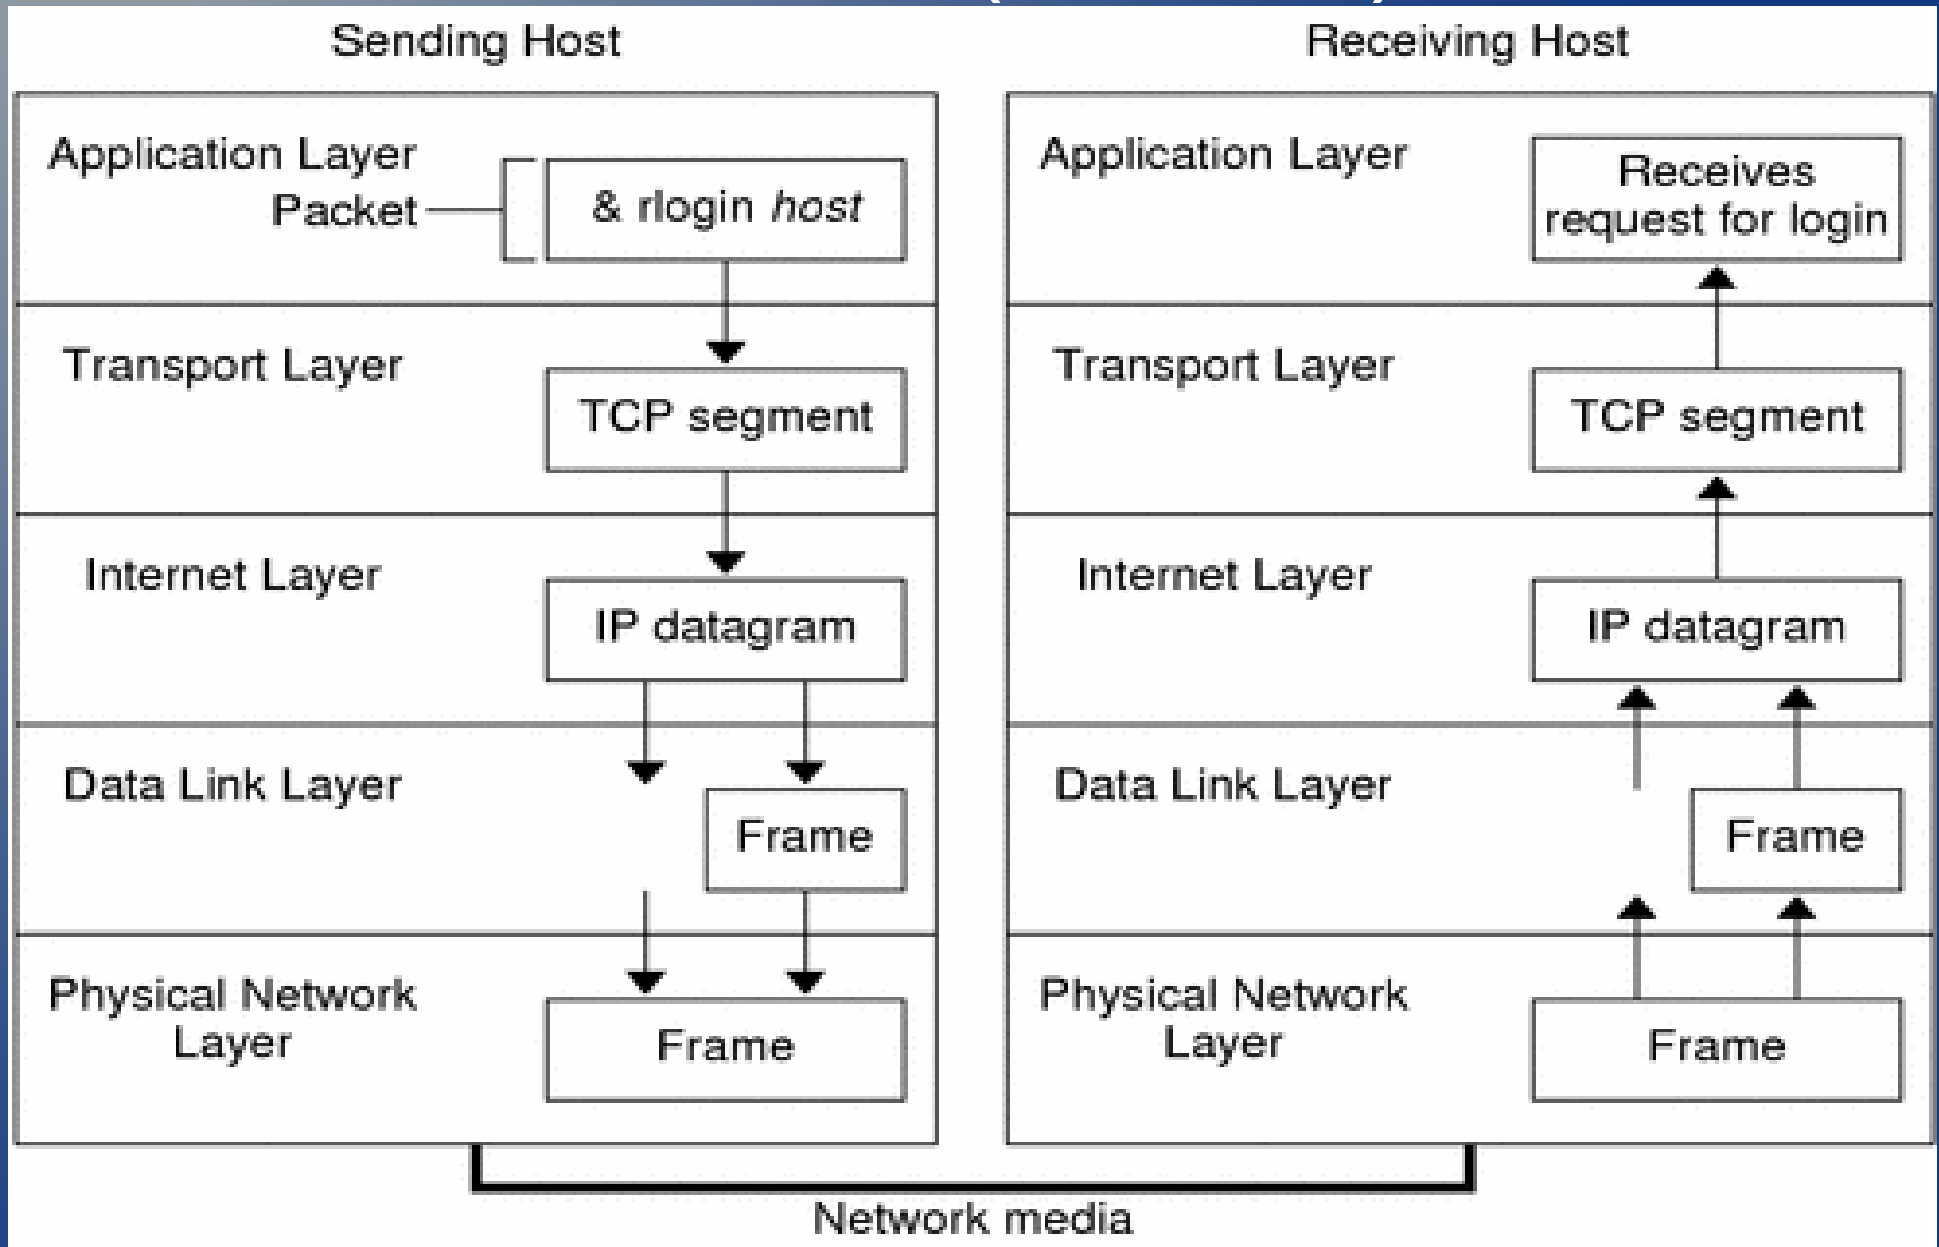 Sending Host
Application Layer
Packet
& rlogin host
Transport Layer
TCP segment
Internet Layer
IP datagram
Data Link Layer
Frame
Physical Network
Layer
Frame
Receiving Host
Application Layer
Receives
request for login
Transport Layer
TCP segment
Internet Layer
IP datagram
Data Link Layer
Frame
Physical Network
Layer
Frame
Network media